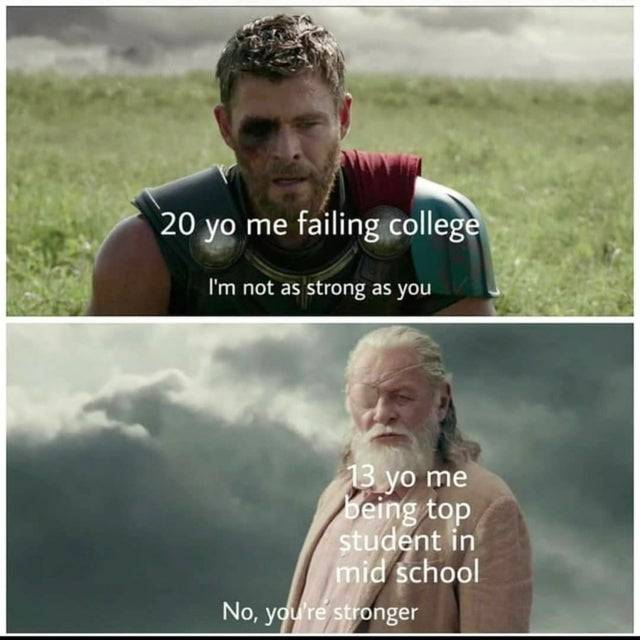 20 yo me failing college
I'm not as strong as you
13 yo me
being top
student in
mid school
No, you're stronger